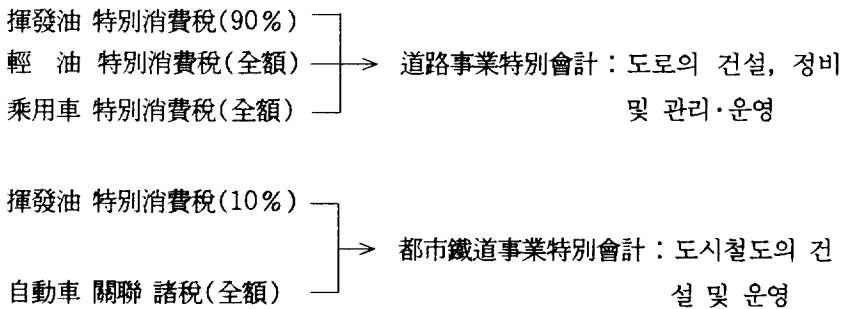 揮發油 特別消費稅(90%)
輕 油 特別消費稅(全額) 道路事業特別會計 : 도로의 건설, 정비
乘用車 特別消費稅(全額) 및 관리·운영
揮發油 特別消費稅(10%)
都市鐵道事業特別會計 : 도시철도의 건
自動車 關聯 諸稅(全額) 설 및 운영